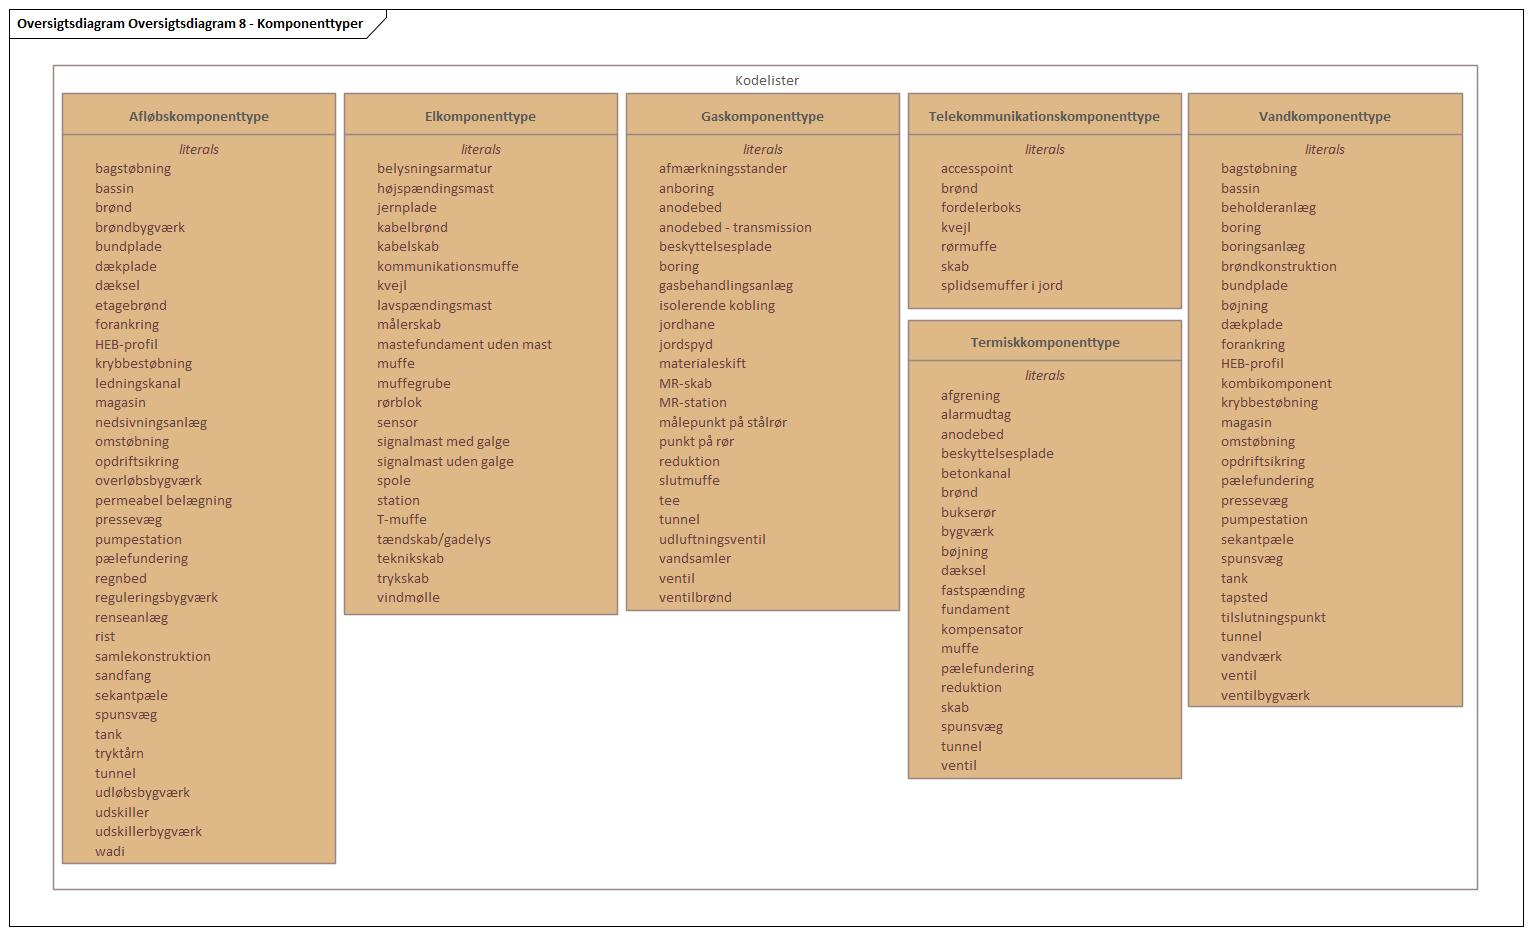 Oversigtsdiagram Oversigtsdiagram 8 - Komponenttyper
Kodelister
Afløbskomponenttype
literals
bagstøbning
bassin
brønd
brøndbygværk
bundplade
dækplade
dæksel
etagebrønd
forankring
HEB-profil
krybbestøbning
ledningskanal
magasin
nedsivningsanlæg
omstøbning
opdriftsikring
overløbsbygværk
permeabel belægning
pressevæg
pumpestation
pælefundering
regnbed
reguleringsbygværk
renseanlæg
rist
samlekonstruktion
sandfang
sekantpæle
spunsvæg
tank
tryktårn
tunnel
udløbsbygværk
udskiller
udskillerbygværk
wadi
Elkomponenttype
literals
belysningsarmatur
højspændingsmast
jernplade
kabelbrønd
kabelskab
kommunikationsmuffe
kvejl
lavspændingsmast
målerskab
mastefundament uden mast
muffe
muffegrube
rørblok
sensor
signalmast med galge
signalmast uden galge
spole
station
T-muffe
tændskab/gadelys
teknikskab
trykskab
vindmølle
Gaskomponenttype
literals
afmærkningsstander
anboring
anodebed
anodebed - transmission
beskyttelsesplade
boring
gasbehandlingsanlæg
isolerende kobling
jordhane
jordspyd
materialeskift
MR-skab
MR-station
målepunkt på stålrør
punkt på rør
reduktion
slutmuffe
tee
tunnel
udluftningsventil
vandsamler
ventil
ventilbrønd
Telekommunikationskomponenttype
literals
accesspoint
brønd
fordelerboks
kvejl
rørmuffe
skab
splidsemuffer i jord
Termiskkomponenttype
literals
afgrening
alarmudtag
anodebed
beskyttelsesplade
betonkanal
brønd
bukserør
bygværk
bøjning
dæksel
fastspænding
fundament
kompensator
muffe
pælefundering
reduktion
skab
spunsvæg
tunnel
ventil
Vandkomponenttype
literals
bagstøbning
bassin
beholderanlæg
boring
boringsanlæg
brøndkonstruktion
bundplade
bøjning
dækplade
forankring
HEB-profil
kombikomponent
krybbestøbning
magasin
omstøbning
opdriftsikring
pælefundering
pressevæg
pumpestation
sekantpæle
spunsvæg
tank
tapsted
tilslutningspunkt
tunnel
vandværk
ventil
ventilbygværk